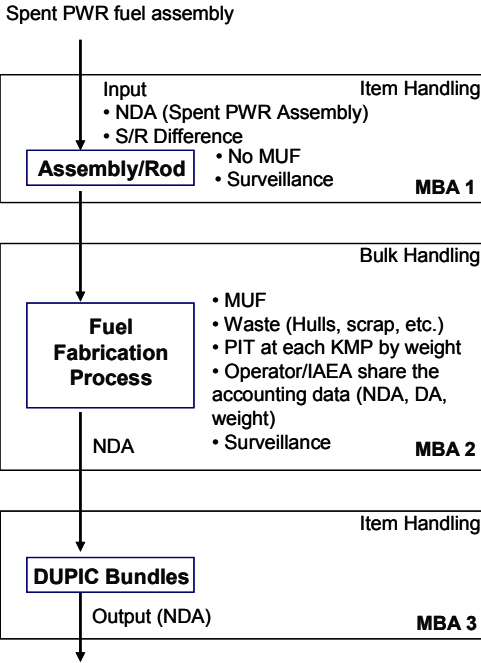 Spent PWR fuel assembly
Input
Item Handling
• NDA (Spent PWR Assembly)
• S/R Difference
Assembly/Rod
• No MUF
• Surveillance
MBA 1
Bulk Handling
Fuel
Fabrication
Process
• MUF
• Waste (Hulls, scrap, etc.)
• PIT at each KMP by weight
• Operator/IAEA share the
accounting data (NDA, DA,
weight)
• Surveillance
NDA
MBA 2
Item Handling
DUPIC Bundles
Output (NDA)
MBA 3